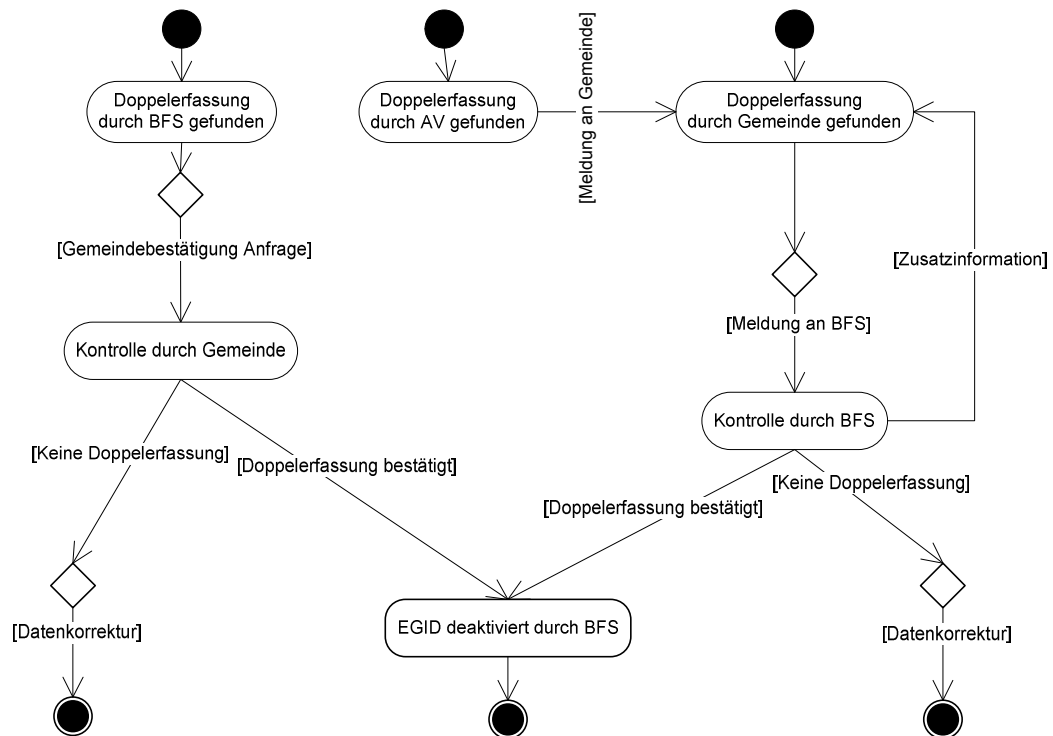 Doppelerfassung
durch BFS gefunden
Doppelerfassung
durch AV gefunden
[Meldung an Gemeinde]
Doppelerfassung
durch Gemeinde gefunden
[Gemeindebestätigung Anfrage]
[Zusatzinformation]
[Meldung an BFS]
Kontrolle durch Gemeinde
Kontrolle durch BFS
[Keine Doppelerfassung]
[Doppelerfassung bestätigt]
[Keine Doppelerfassung]
[Doppelerfassung bestätigt]
[Datenkorrektur]
EGID deaktiviert durch BFS
[Datenkorrektur]